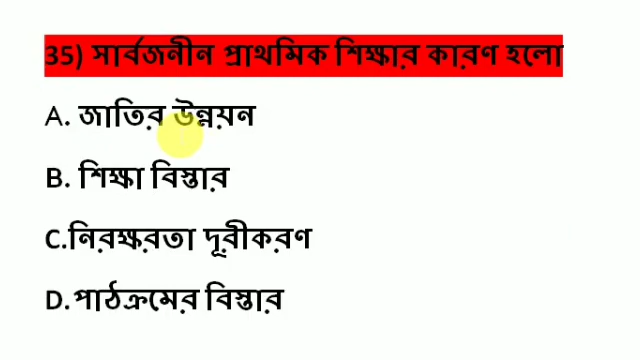 35) সার্বজনীন প্রাথমিক শিক্ষার কারণ হলো
A. জাতির উন্নয়ন
B. শিক্ষা বিস্তার
C.নিরক্ষরতা দূরীকরণ
D.পাঠক্রমের বিস্তার